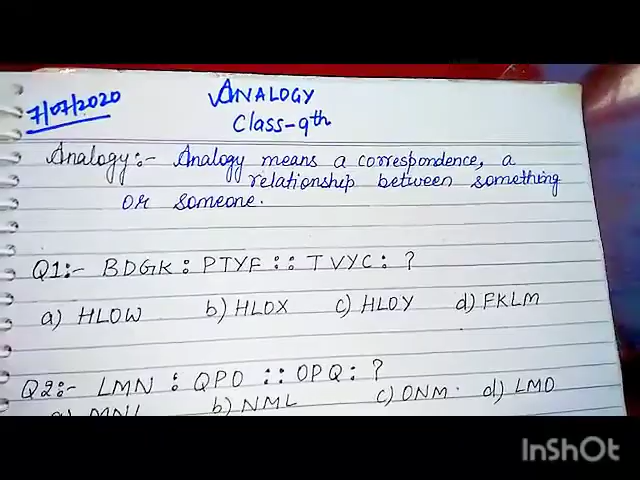 7/07/2020
ANALOGY
Class-9th
Analogy:- Analogy means a correspondence, a
relationship between something
or someone.
Q1:- BDGK : PTYF :: TVYC : ?
a) HLOW b) HLOX c) HLOY d) FKLM
Q2:- LMN : QPO :: OPQ : ?
a) MNL b) NML c) ONM d) LMO
InShOt